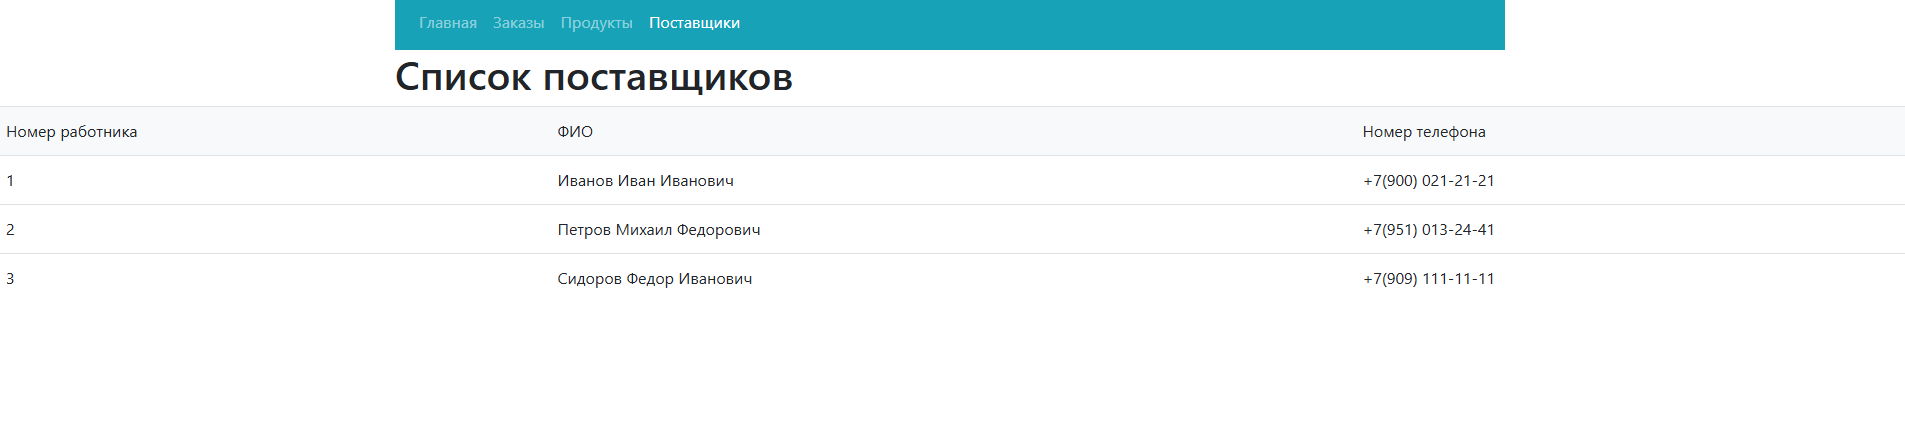 Главная Заказы Продукты Поставщики
Список поставщиков
Номер работника ФИО Номер телефона
1 Иванов Иван Иванович +7(900) 021-21-21
2 Петров Михаил Федорович +7(951) 013-24-41
3 Сидоров Федор Иванович +7(909) 111-11-11